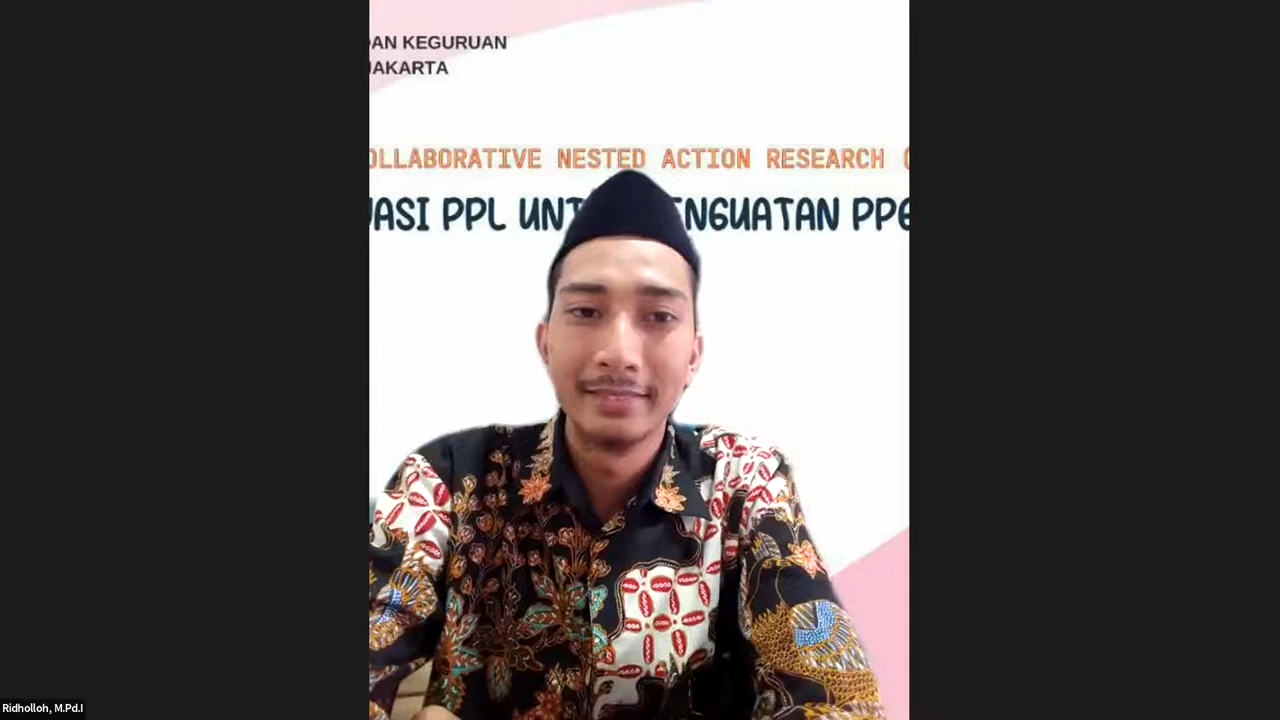 DAN KEGURUAN
JAKARTA
OLLABORATIVE NESTED ACTION RESEARCH
ASI PPL UNT ENGUATAN PP
Ridholloh, M.Pd.I